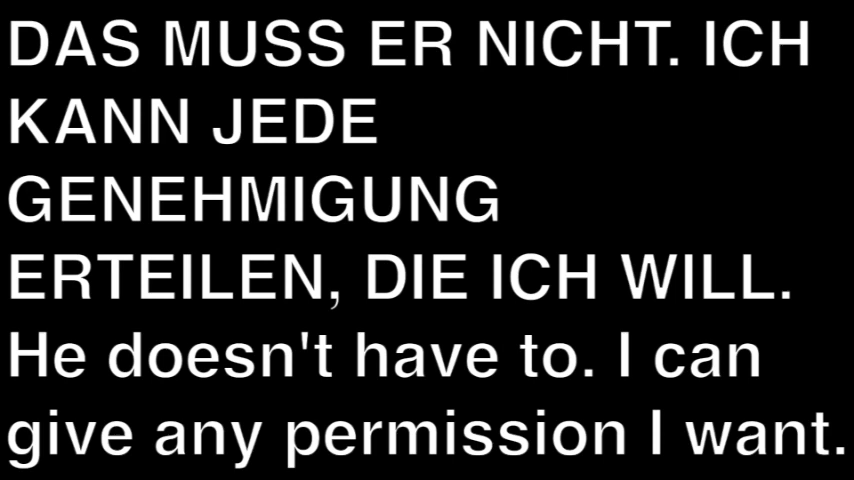 DAS MUSS ER NICHT. ICH
KANN JEDE
GENEHMIGUNG
ERTEILEN, DIE ICH WILL.
He doesn't have to. I can
give any permission I want.